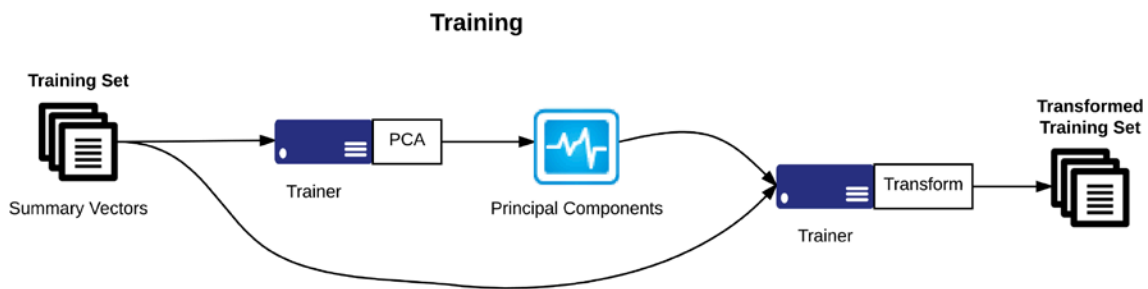 Training
Training Set
Summary Vectors
PCA
Trainer
Principal Components
Transform
Trainer
Transformed
Training Set